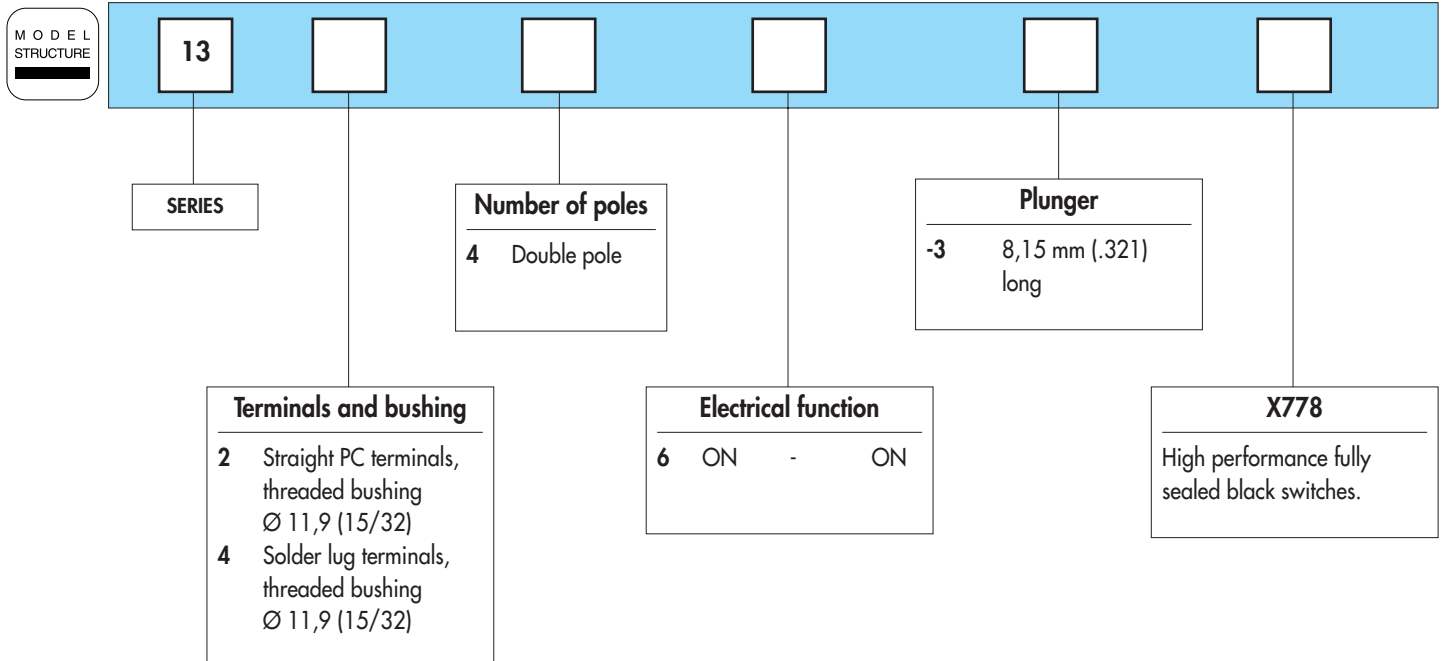 MODEL
STRUCTURE
13
SERIES
Number of poles
4 Double pole
Plunger
-3 8,15 mm (.321)
long
Terminals and bushing
2 Straight PC terminals,
threaded bushing
Ø 11,9 (15/32)
4 Solder lug terminals,
threaded bushing
Ø 11,9 (15/32)
Electrical function
6 ON - ON
X778
High performance fully
sealed black switches.